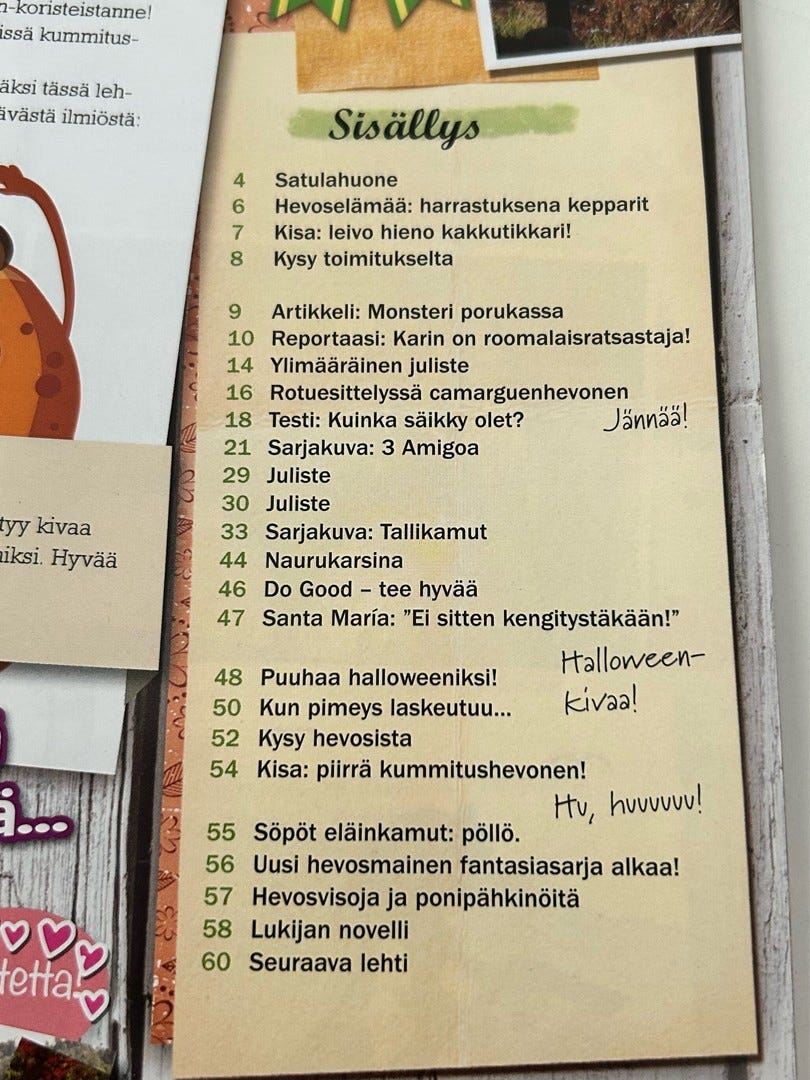 n-koristeistanne!
issä kummitus-
äksi tässä leh-
ävästä ilmiöstä:
tyy kivaa
niksi. Hyvää
ä...
tetta!
Sisällys
4 Satulahuone
6 Hevoselämää: harrastuksena kepparit
7 Kisa: leivo hieno kakkutikkari!
8 Kysy toimitukselta
9 Artikkeli: Monsteri porukassa
10 Reportaasi: Karin on roomalaisratsastaja!
14 Ylimääräinen juliste
16 Rotuesittelyssä camarguenhevonen
18 Testi: Kuinka säikky olet? Jännää!
21 Sarjakuva: 3 Amigoa
29 Juliste
30 Juliste
33 Sarjakuva: Tallikamut
44 Naurukarsina
46 Do Good – tee hyvää
47 Santa María: ”Ei sitten kengitystäkään!”
48 Puuhaa halloweeniksi!
Halloween-
kivaa!
50 Kun pimeys laskeutuu...
52 Kysy hevosista
54 Kisa: piirrä kummitushevonen!
Hu, huuuuuu!
55 Söpöt eläinkamut: pöllö.
56 Uusi hevosmainen fantasiasarja alkaa!
57 Hevosvisoja ja ponipähkinöitä
58 Lukijan novelli
60 Seuraava lehti